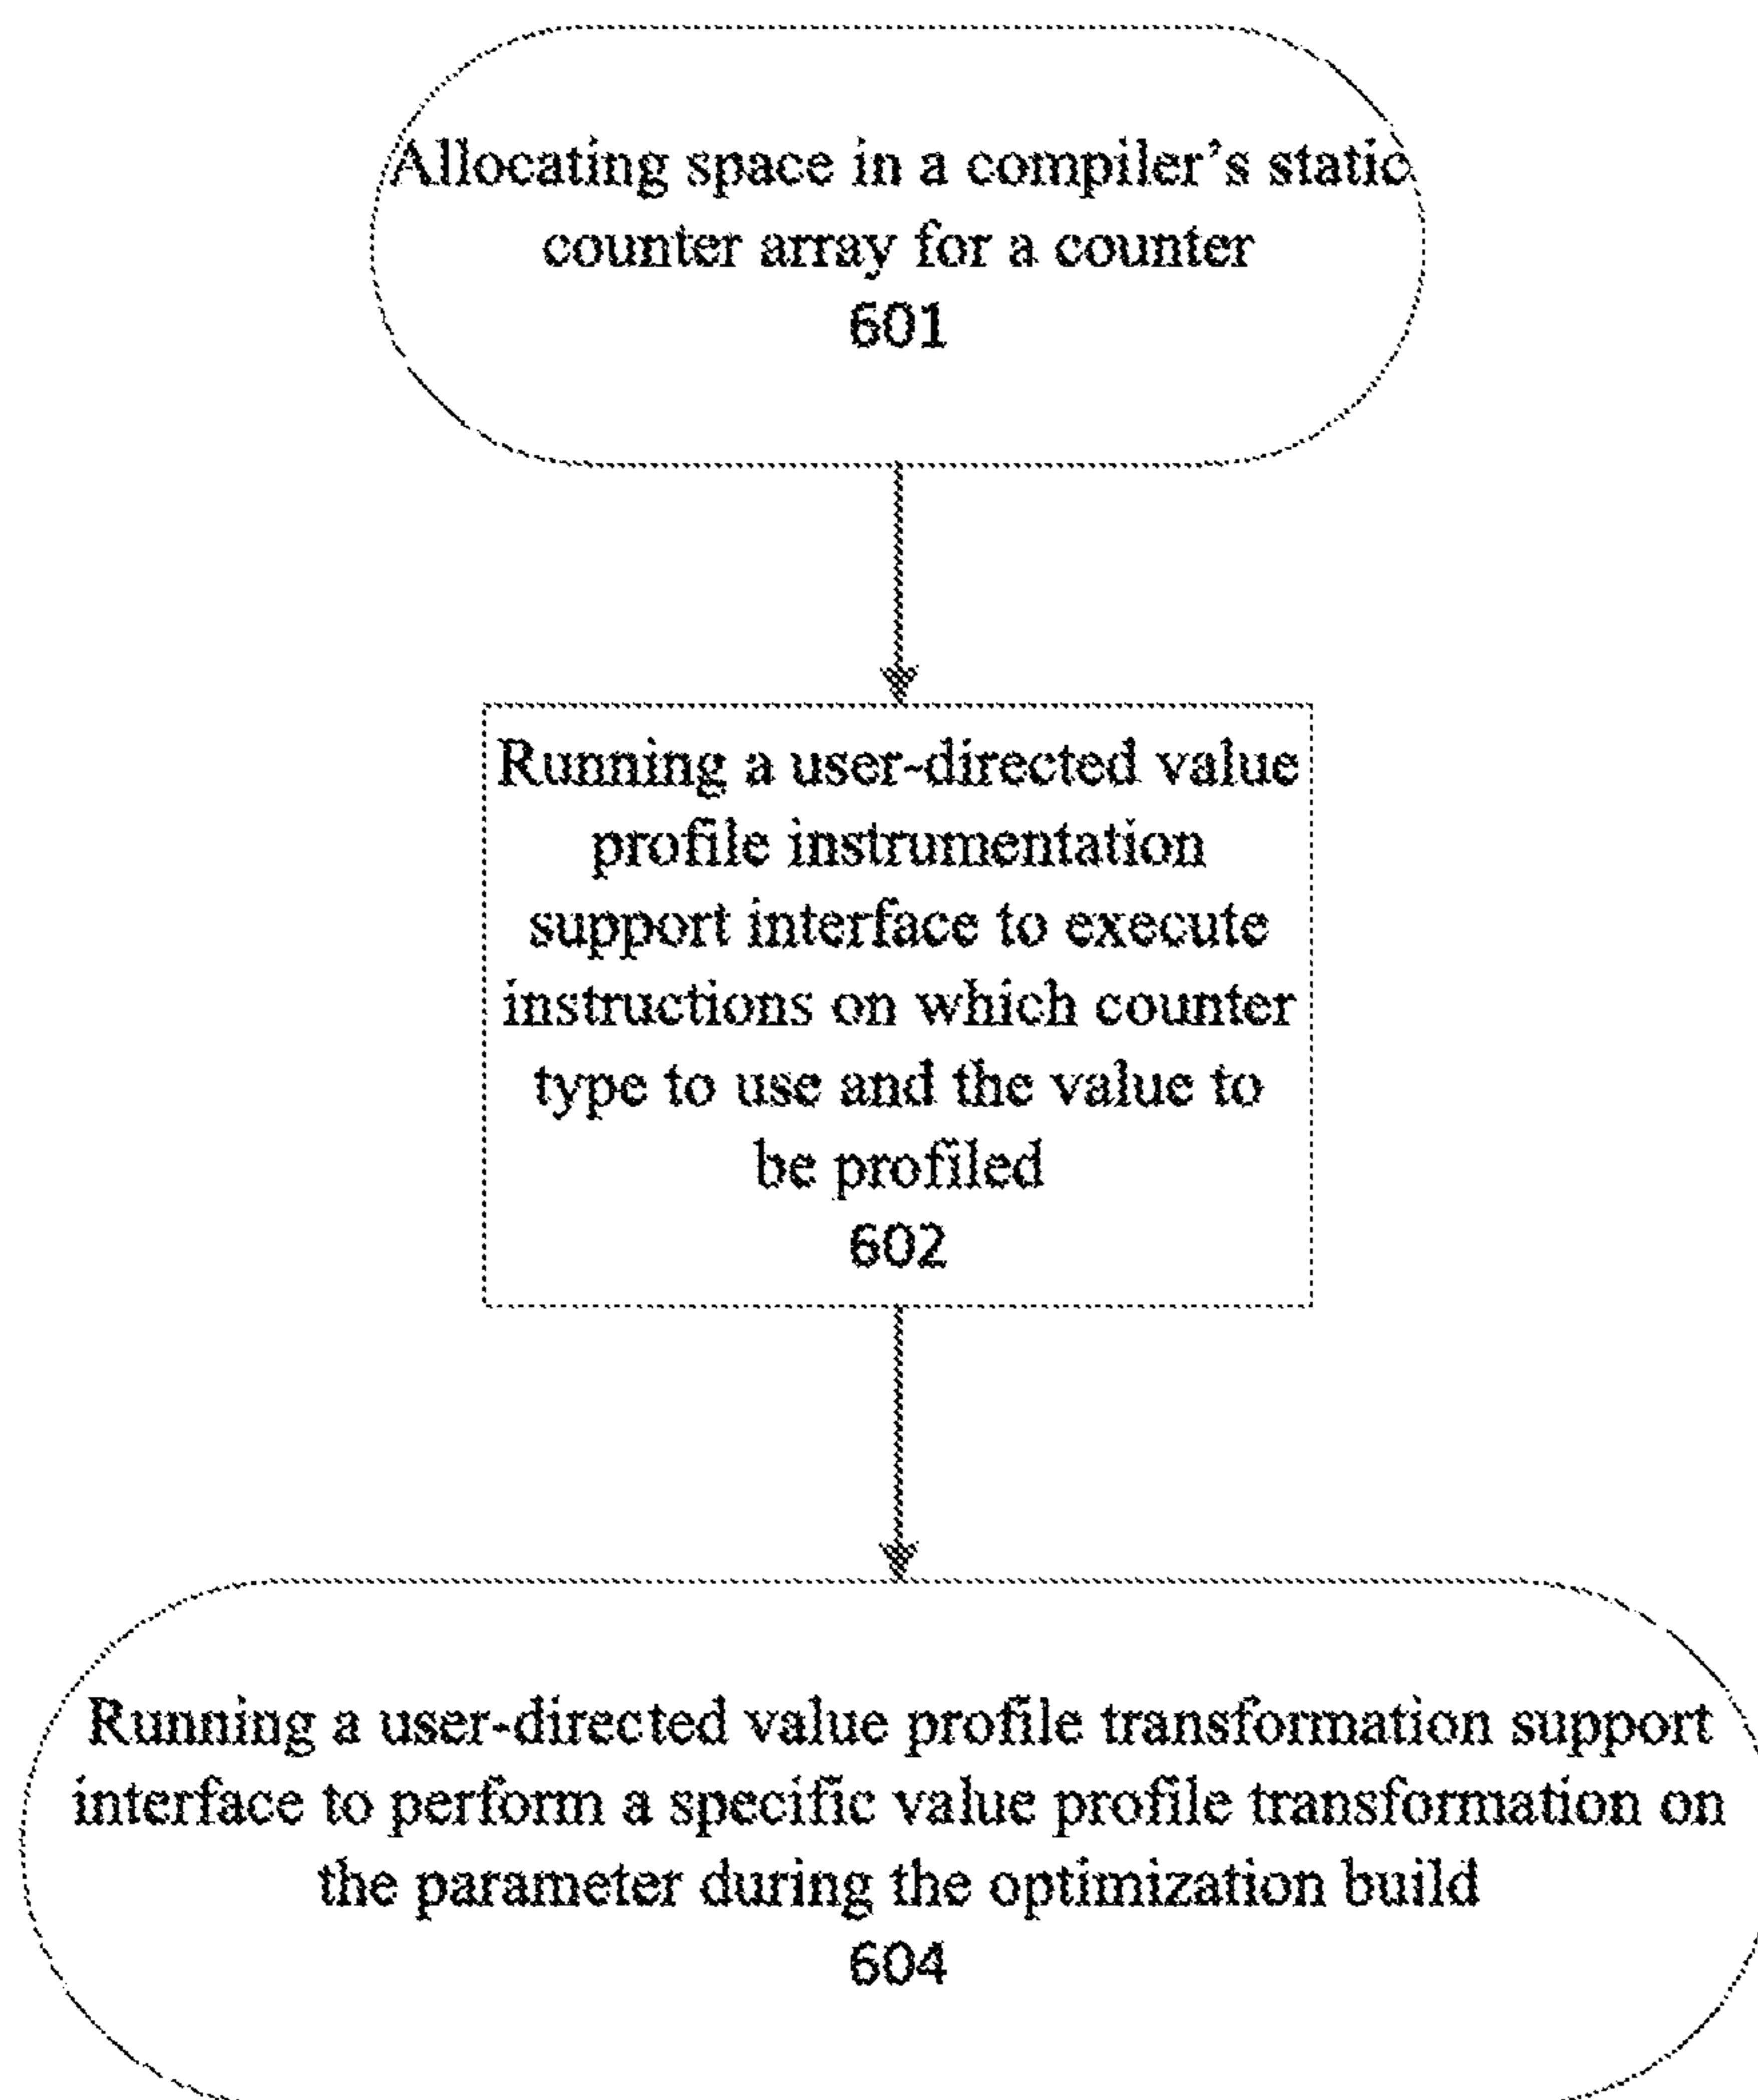 Allocating space in a compiler's static
counter array for a counter
601
Running a user-directed value
profile instrumentation
support interface to execute
instructions on which counter
type to use and the value to
be profiled
602
Running a user-directed value profile transformation support
interface to perform a specific value profile transformation on
the parameter during the optimization build
604